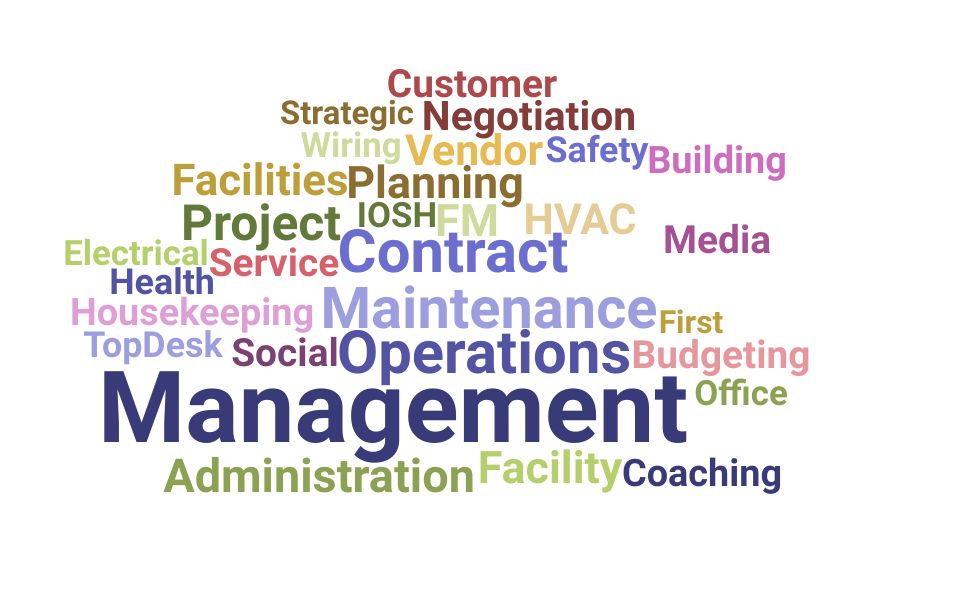 Customer
Strategic Negotiation
Wiring Vendor Safety Building
Facilities Planning
Project IOSH FM HVAC
Media
Electrical Service Contract
Health
Housekeeping Maintenance First
TopDesk Social Operations Budgeting
Management Office
Administration Facility Coaching